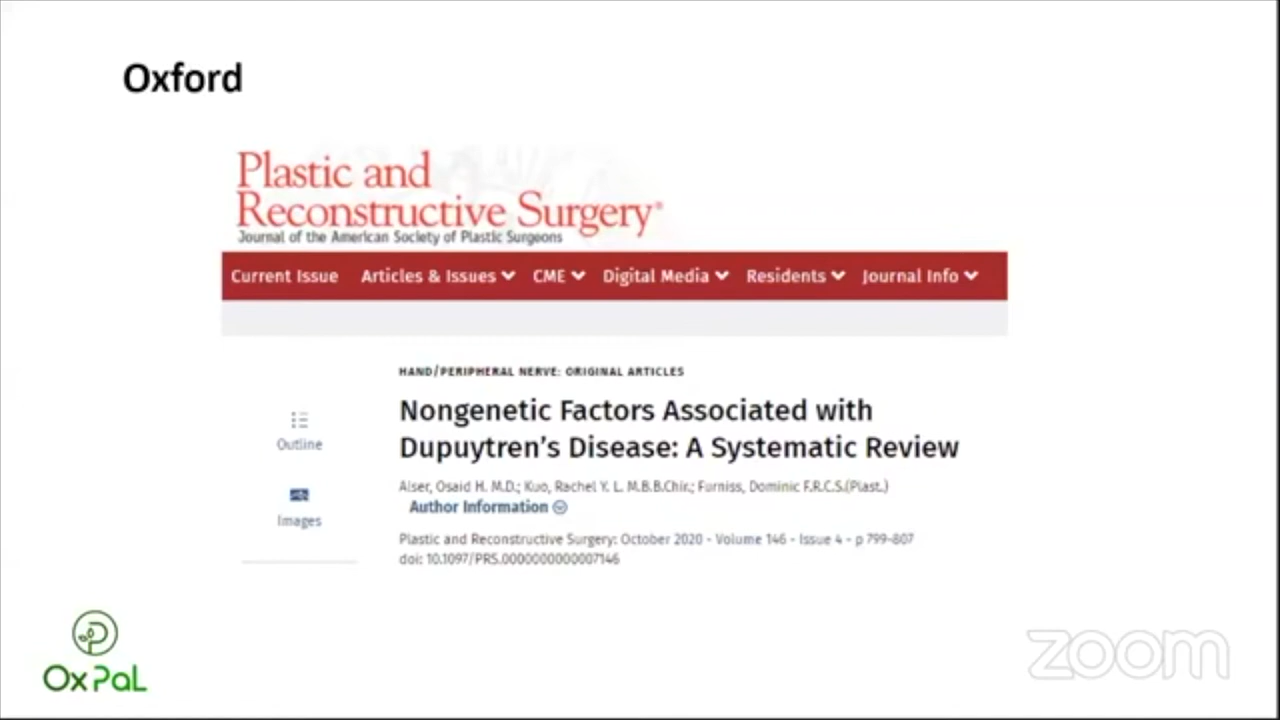 Oxford
Plastic and
Reconstructive Surgery®
Journal of the American Society of Plastic Surgeons
Current Issue Articles & Issues CME Digital Media Residents Journal Info
HAND/PERIPHERAL NERVE: ORIGINAL ARTICLES
Nongenetic Factors Associated with
Dupuytren’s Disease: A Systematic Review
Outline
Alser, Osaid H. M.D.; Kuo, Rachel Y. L. M.B.B.Chir.; Furniss, Dominic F.R.C.S.(Plast.)
Author Information
Images
Plastic and Reconstructive Surgery: October 2020 - Volume 146 - Issue 4 - p 799-807
doi: 10.1097/PRS.0000000000007146
OxPaL
zoom